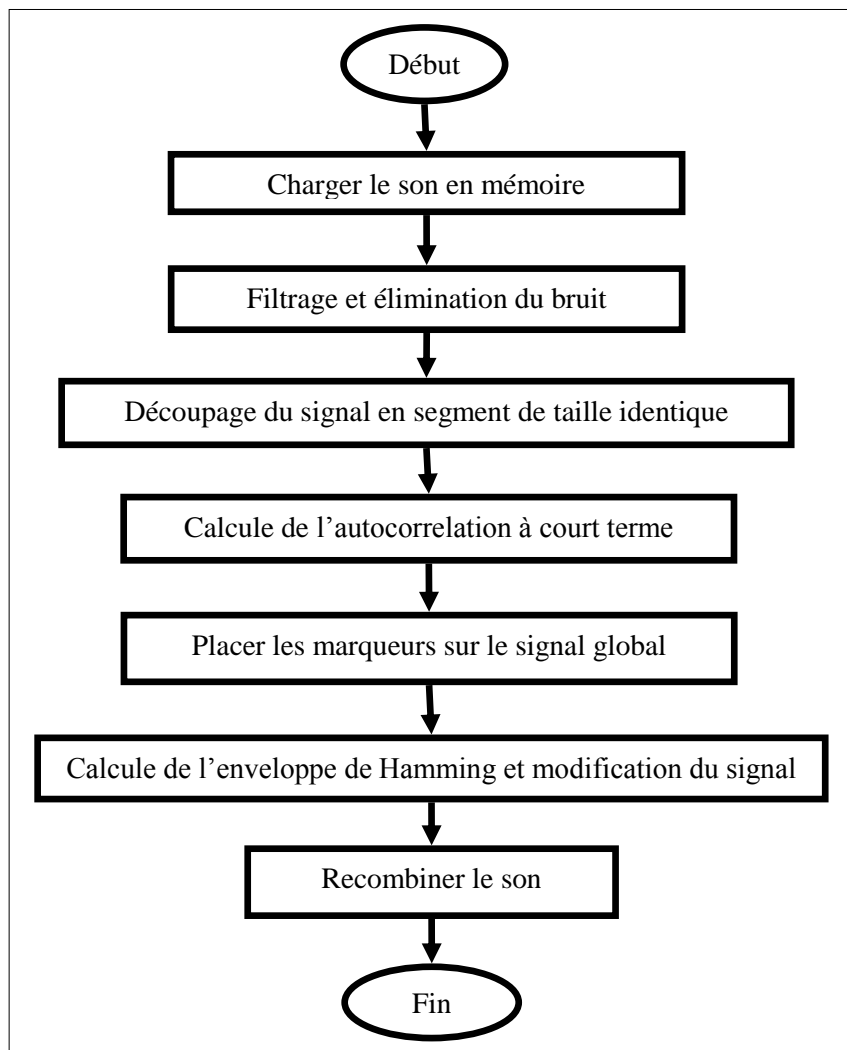 Début
Charger le son en mémoire
Filtrage et élimination du bruit
Découpage du signal en segment de taille identique
Calcule de l’autocorrelation à court terme
Placer les marqueurs sur le signal global
Calcule de l’enveloppe de Hamming et modification du signal
Recombiner le son
Fin